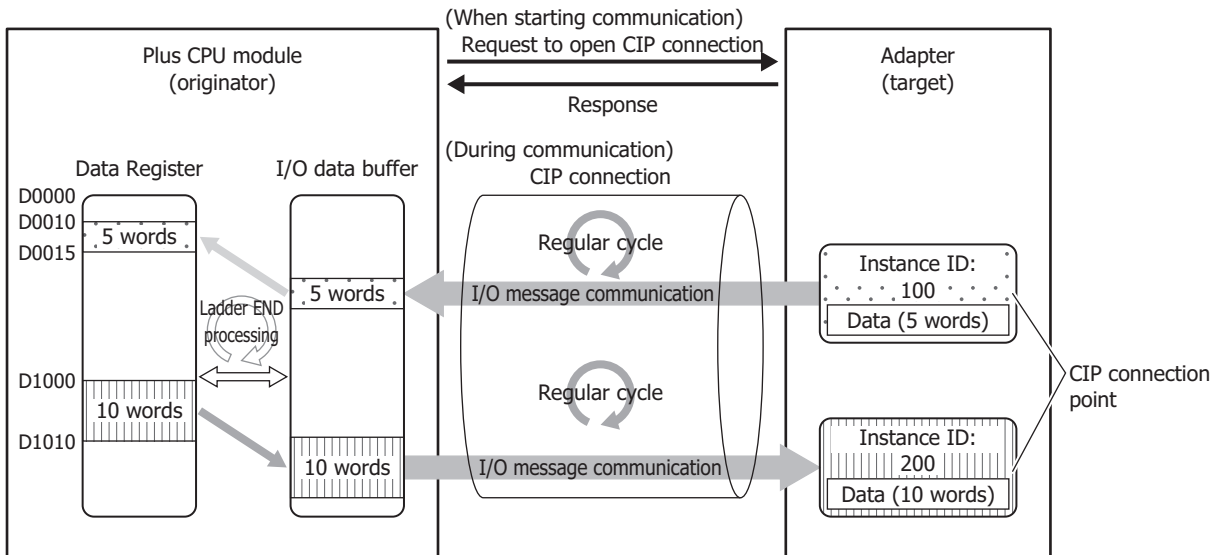 (When starting communication)
Request to open CIP connection
Plus CPU module
(originator)
Adapter
(target)
Response
(During communication)
CIP connection
Data Register
I/O data buffer
D0000
D0010
5 words
D0015
Regular cycle
Instance ID:
100
Data (5 words)
5 words
I/O message communication
Ladder END
processing
D1000
10 words
D1010
Regular cycle
CIP connection
point
Instance ID:
200
Data (10 words)
10 words
I/O message communication